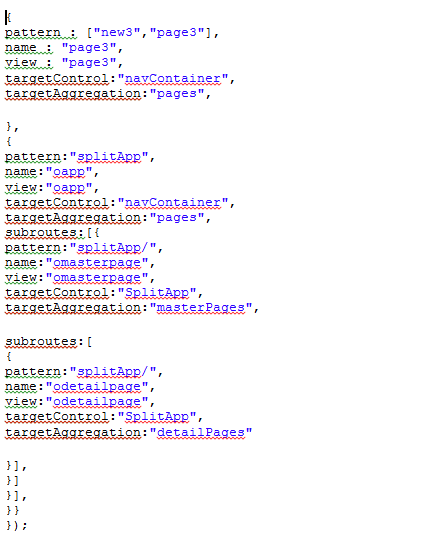 {
pattern : ["new3","page3"],
name : "page3",
view : "page3",
targetControl:"navContainer",
targetAggregation:"pages",
},
{
pattern:"splitApp",
name:"oapp",
view:"oapp",
targetControl:"navContainer",
targetAggregation:"pages",
subroutes:[{
pattern:"splitApp/",
name:"omasterpage",
view:"omasterpage",
targetControl:"SplitApp",
targetAggregation:"masterPages",
subroutes:[
{
pattern:"splitApp/",
name:"odetailpage",
view:"odetailpage",
targetControl:"SplitApp",
targetAggregation:"detailPages"
}],
}]
}],
}}
});